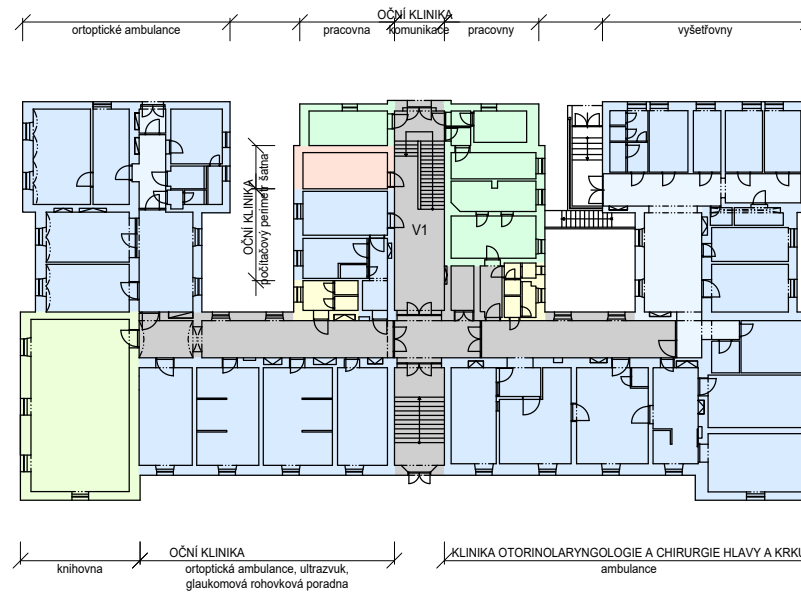 OČNÍ KLINIKA
ortoptické ambulance
pracovna
komunikace
pracovny
vyšetřovny
OČNÍ KLINIKA
počítačový perimetr šatna
V1
OČNÍ KLINIKA
KLINIKA OTORINOLARYNGOLOGIE A CHIRURGIE HLAVY A KRKU
knihovna
ortoptická ambulance, ultrazvuk,
glaukomová rohovková poradna
ambulance